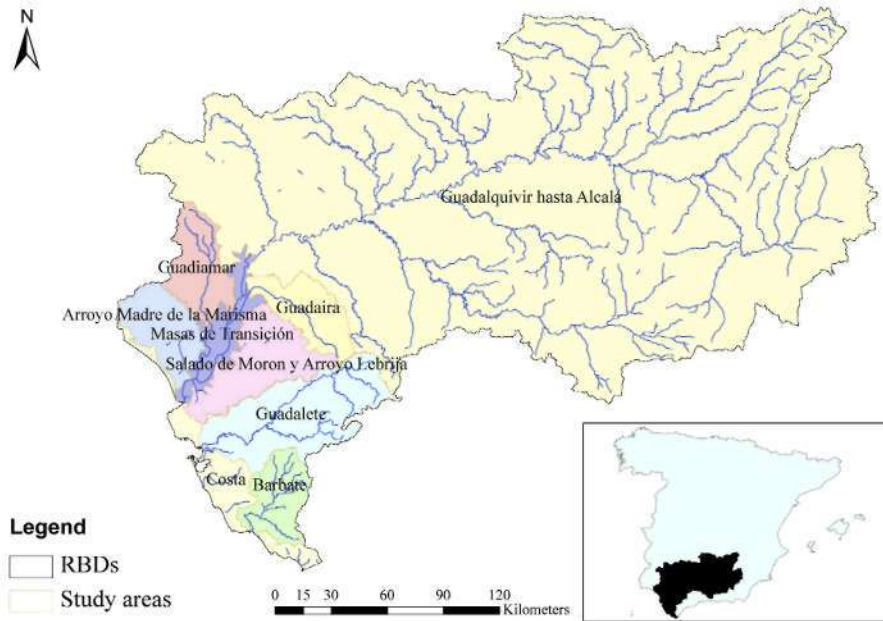 N
Guadalquivir hasta Alcalá
Guadiamar
Guadaira
Arroyo Madre de la Marisma
Masas de Transición
Salado de Moron y Arroyo Lebrija
Guadalete
Costa
Barbate
Legend
RBDs
Study areas
0 15 30 60 90 120
Kilometers